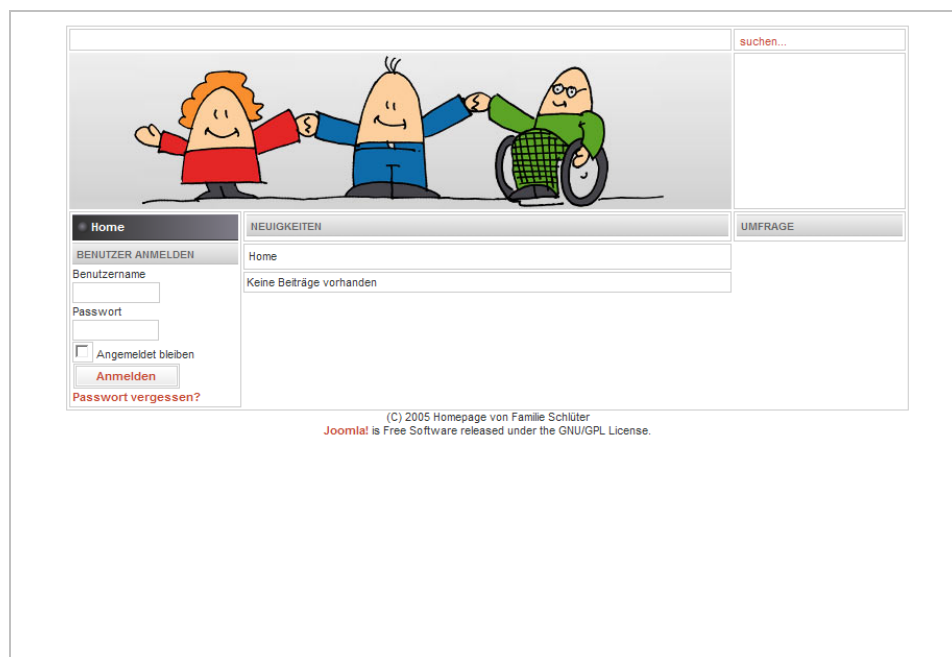 suchen...
Home
NEUIGKEITEN
UMFRAGE
BENUTZER ANMELDEN
Home
Benutzername
Keine Beiträge vorhanden
Passwort
Angemeldet bleiben
Anmelden
Passwort vergessen?
(C) 2005 Homepage von Familie Schlüter
Joomla! is Free Software released under the GNU/GPL License.